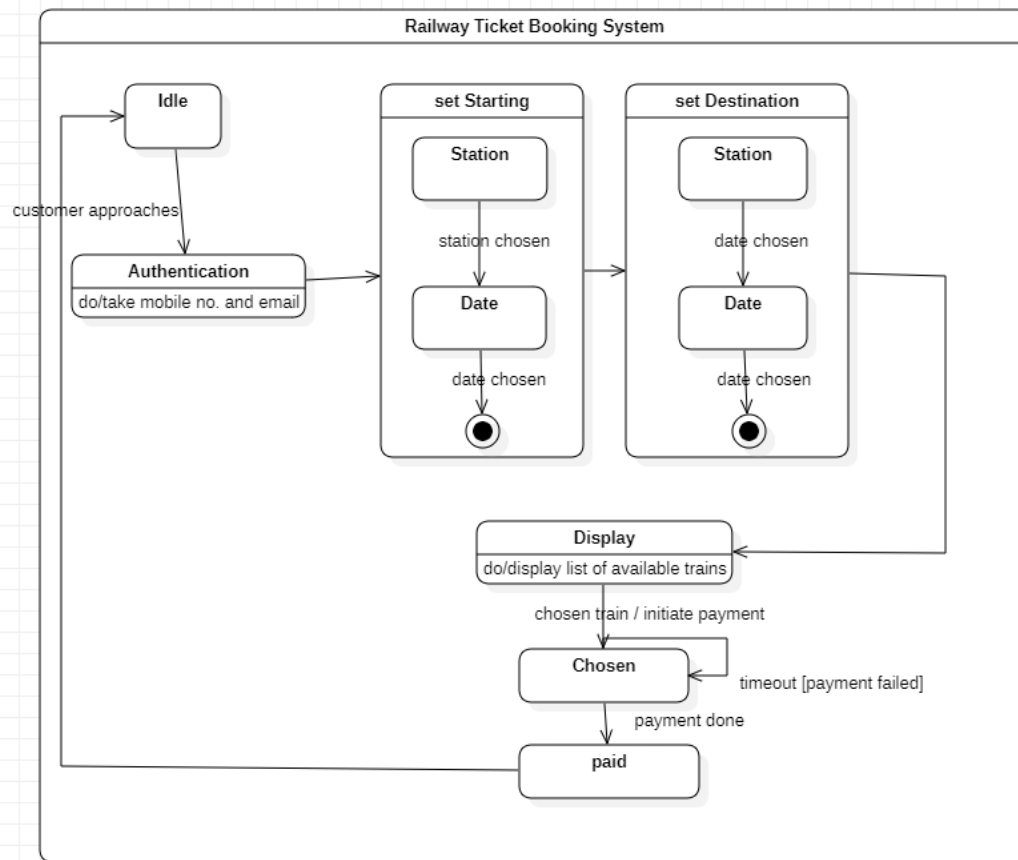 Railway Ticket Booking System
Idle
customer approaches
Authentication
do/take mobile no. and email
set Starting
Station
station chosen
Date
date chosen
set Destination
Station
date chosen
Date
date chosen
Display
do/display list of available trains
chosen train / initiate payment
Chosen
timeout [payment failed]
payment done
paid